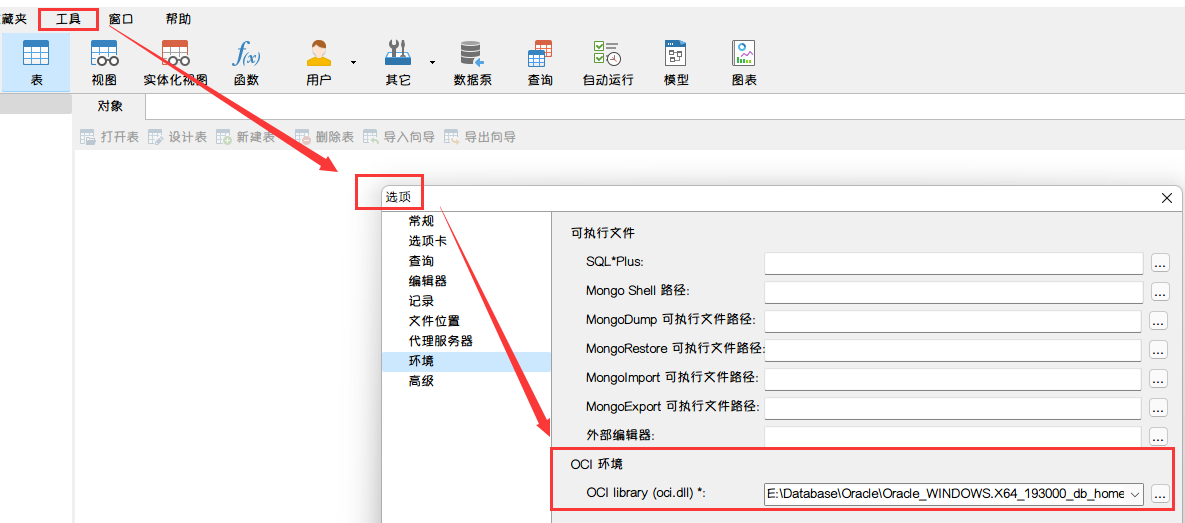 藏夹 工具 窗口 帮助
表 视图 实体化视图 函数 用户 其它 数据泵 查询 自动运行 模型 图表
对象
打开表 设计表 新建表 删除表 导入向导 导出向导
选项
常规
选项卡
查询
编辑器
记录
文件位置
代理服务器
环境
高级
可执行文件
SQL*Plus:
Mongo Shell 路径:
MongoDump 可执行文件路径:
MongoRestore 可执行文件路径:
MongoImport 可执行文件路径:
MongoExport 可执行文件路径:
外部编辑器:
OCI 环境
OCI library (oci.dll) *: E:\Database\Oracle\Oracle_WINDOWS.X64_193000_db_home